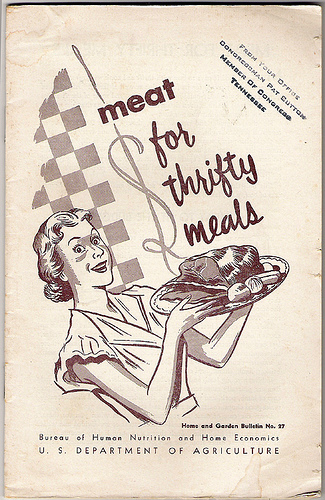 FROM YOUR OFFICE
CONGRESSMAN PAT SUTTON
MEMBER OF CONGRESS
TENNESSEE
meat
for
thrifty
meals
Home and Garden Bulletin No. 27
Bureau of Human Nutrition and Home Economics
U. S. DEPARTMENT OF AGRICULTURE